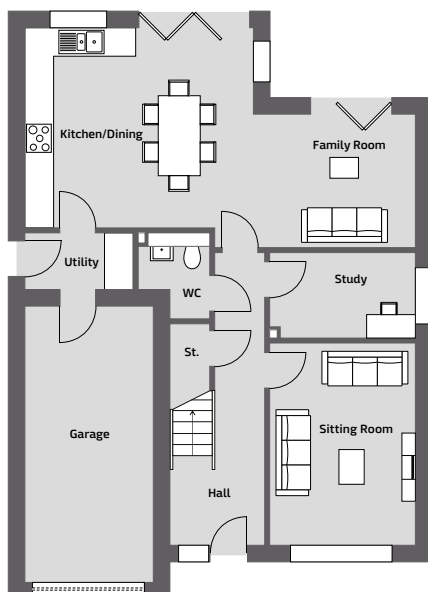 Kitchen/Dining
Family Room
Utility
WC
Study
St.
Garage
Sitting Room
Hall